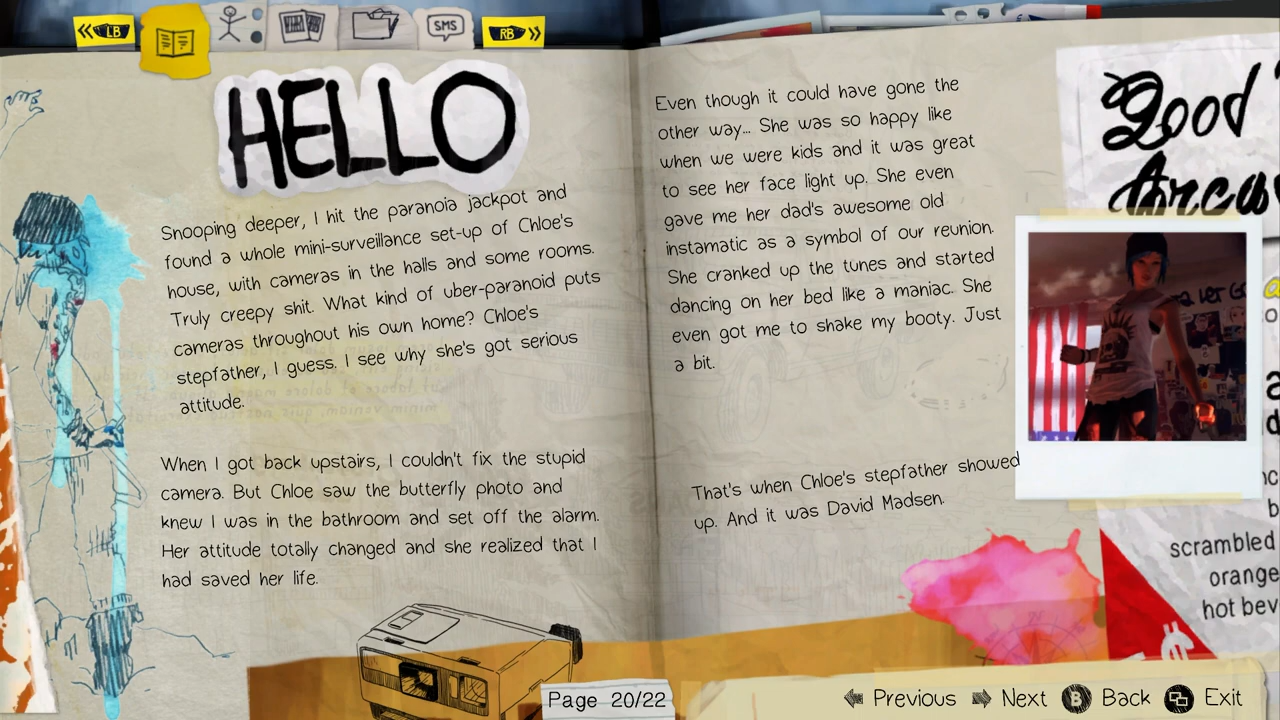 LB
SMS
RB
HELLO
Snooping deeper, I hit the paranoia jackpot and
found a whole mini-surveillance set-up of Chloe's
house, with cameras in the halls and some rooms.
Truly creepy shit. What kind of uber-paranoid puts
cameras throughout his own home? Chloe's
stepfather, I guess. I see why she's got serious
attitude.
When I got back upstairs, I couldn't fix the stupid
camera. But Chloe saw the butterfly photo and
knew I was in the bathroom and set off the alarm.
Her attitude totally changed and she realized that I
had saved her life.
Even though it could have gone the
other way... She was so happy like
when we were kids and it was great
to see her face light up. She even
gave me her dad's awesome old
instamatic as a symbol of our reunion.
She cranked up the tunes and started
dancing on her bed like a maniac. She
even got me to shake my booty. Just
a bit.
That's when Chloe's stepfather showed
up. And it was David Madsen.
Good
scrambled
orange
hot bev
$
Page 20/22
Previous
Next
B Back
Exit